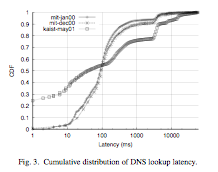 1
0.9
0.8
0.7
0.6
0.5
0.4
0.3
0.2
0.1
0
CDF
mit-jan00
mit-dec00
kaist-may01
1 10 100 1000 10000
Latency (ms)
Fig. 3. Cumulative distribution of DNS lookup latency.